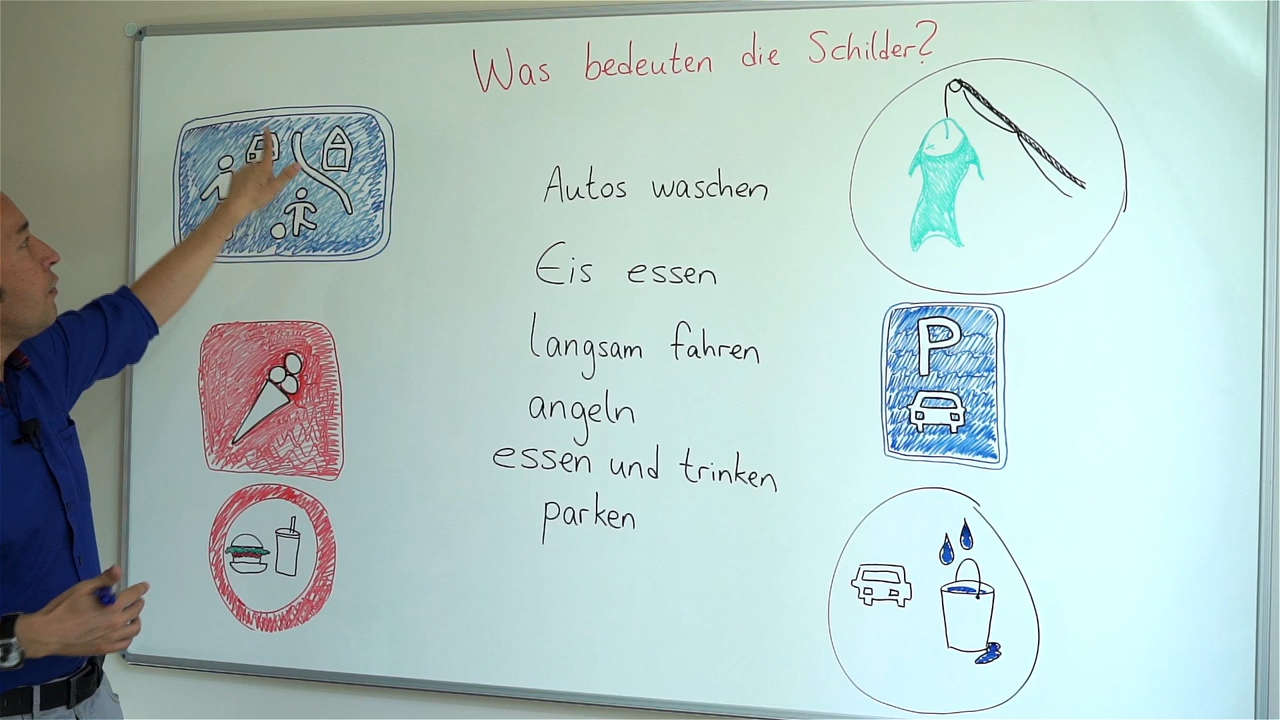 Was bedeuten die Schilder?
Autos waschen
Eis essen
langsam fahren
angeln
essen und trinken
parken
P